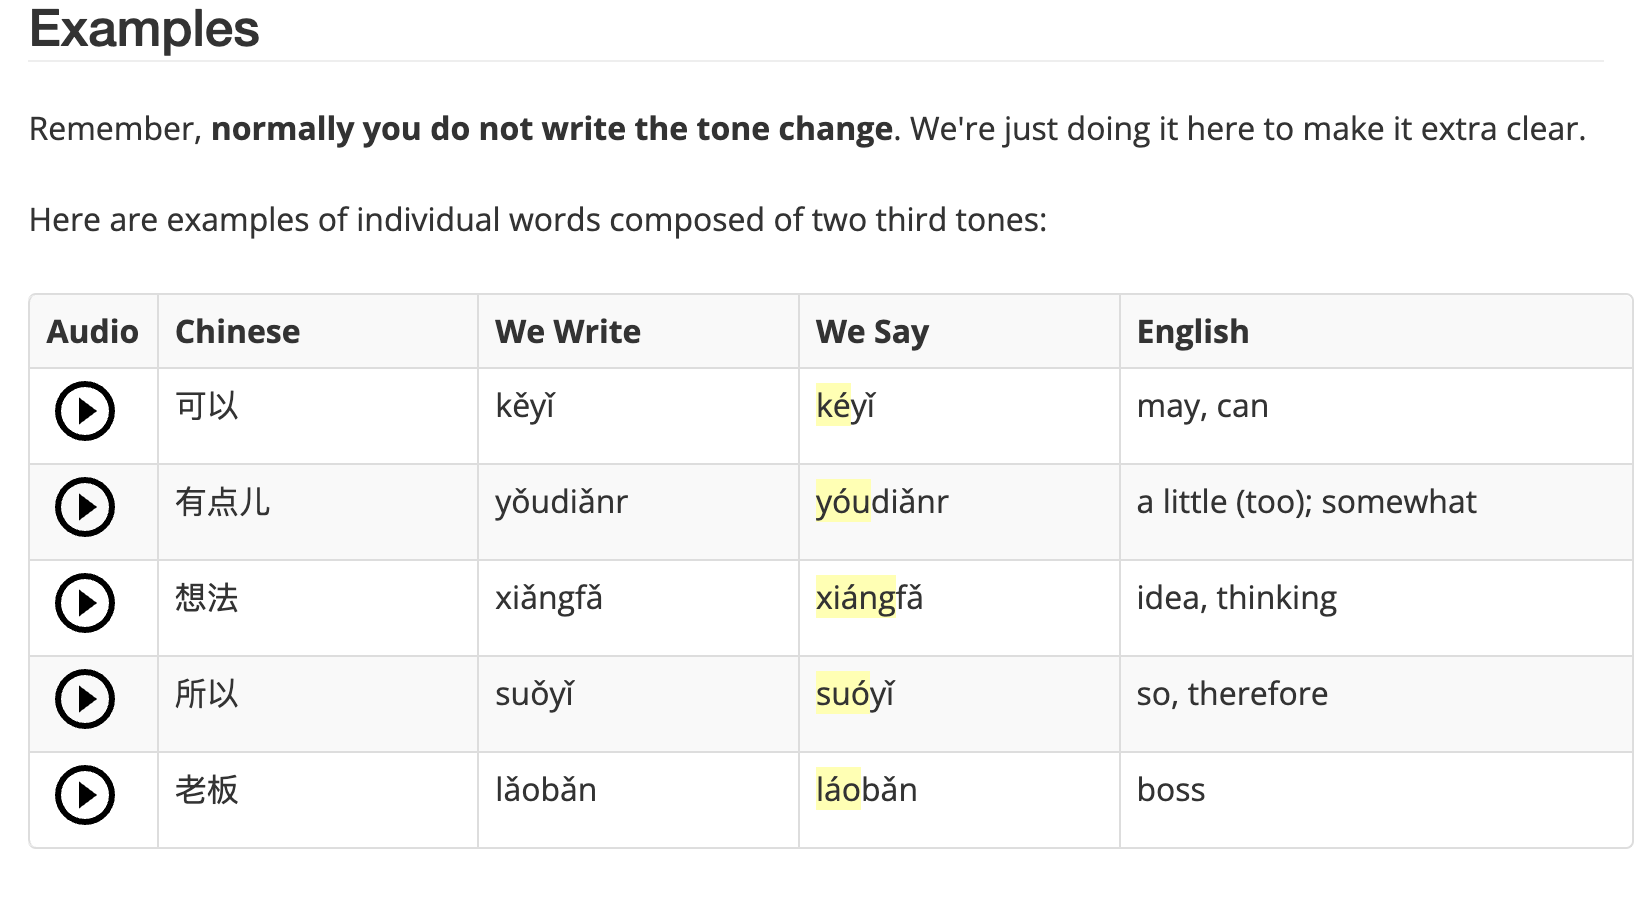 Examples
Remember, normally you do not write the tone change. We're just doing it here to make it extra clear.
Here are examples of individual words composed of two third tones:
Audio Chinese We Write We Say English
可以 kěyǐ kéyǐ may, can
有点儿 yǒudiǎnr yóudiǎnr a little (too); somewhat
想法 xiǎngfǎ xiángfǎ idea, thinking
所以 suǒyǐ suóyǐ so, therefore
老板 lǎobǎn láobǎn boss